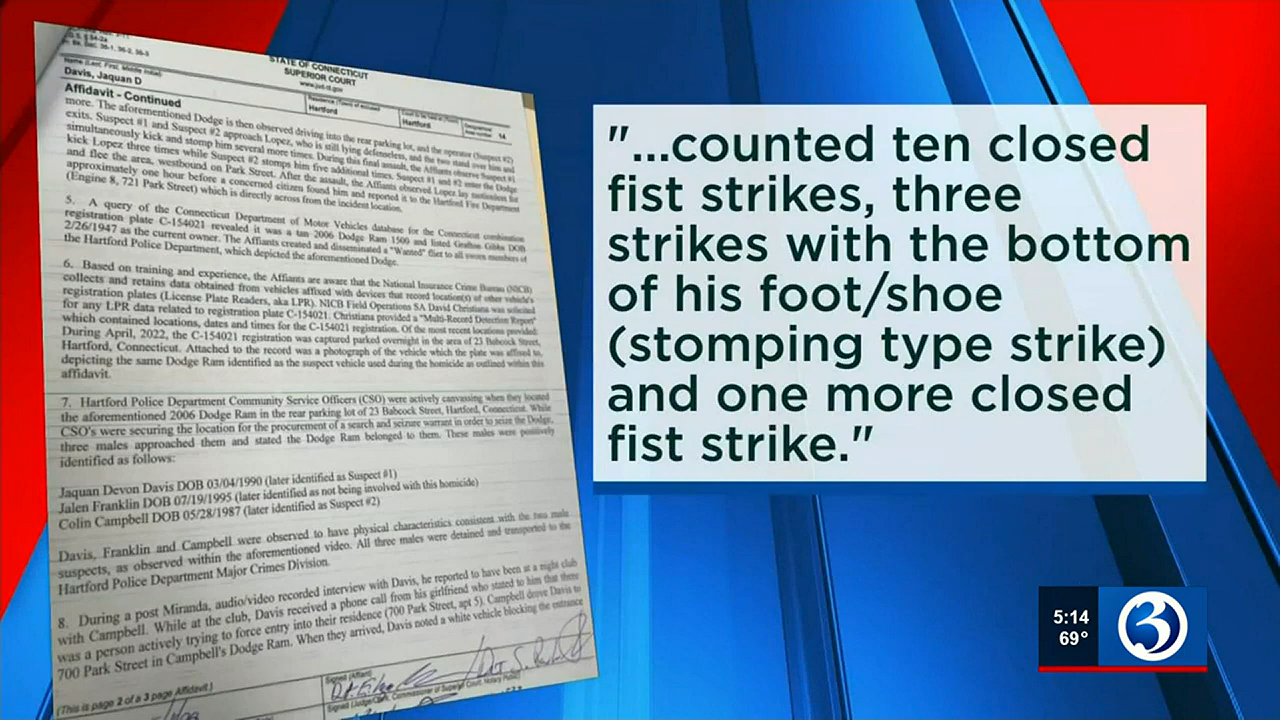 STATE OF CONNECTICUT
SUPERIOR COURT
www.jud.ct.gov
Name (Last, First, Middle Initial)
Davis, Jaquan D
Residence (Town) of accused
Hartford
Hartford
14
Affidavit - Continued
more. The aforementioned Dodge is then observed driving into the rear parking lot, and the operator (Suspect #2)
exits. Suspect #1 and Suspect #2 approach Lopez, who is still lying defenseless, and the two stand over him and
simultaneously kick and stomp him several more times. During this final assault, the Affiants observe Suspect #1
kick Lopez three times while Suspect #2 stomps him five additional times. Suspect #1 and #2 enter the Dodge
and flee the area, westbound on Park Street. After the assault, the Affiants observed Lopez lay motionless for
approximately one hour before a concerned citizen found him and reported it to the Hartford Fire Department
(Engine 8, 721 Park Street) which is directly across from the incident location.
5. A query of the Connecticut Department of Motor Vehicles database for the Connecticut combination
registration plate C-154021 revealed it was a tan 2006 Dodge Ram 1500 and listed Grafton Gibbs DOB
2/26/1947 as the current owner. The Affiants created and disseminated a "Wanted" flier to all sworn members of
the Hartford Police Department, which depicted the aforementioned Dodge.
6. Based on training and experience, the Affiants are aware that the National Insurance Crime Bureau (NICB)
collects and retains data obtained from vehicles affixed with devices that record location(s) of other vehicle's
registration plates (License Plate Readers, aka LPR). NICB Field Operations SA David Christiana was solicited
for any LPR data related to registration plate C-154021. Christiana provided a "Multi-Record Detection Report"
which contained locations, dates and times for the C-154021 registration. Of the most recent locations provided:
During April, 2022, the C-154021 registration was captured parked overnight in the area of 23 Babcock Street,
Hartford, Connecticut. Attached to the record was a photograph of the vehicle which the plate was affixed to,
depicting the same Dodge Ram identified as the suspect vehicle used during the homicide as outlined within this
affidavit.
7. Hartford Police Department Community Service Officers (CSO) were actively canvassing when they located
the aforementioned 2006 Dodge Ram in the rear parking lot of 23 Babcock Street, Hartford, Connecticut. While
CSO's were securing the location for the procurement of a search and seizure warrant in order to seize the Dodge,
three males approached them and stated the Dodge Ram belonged to them. These males were positively
identified as follows:
Jaquan Devon Davis DOB 03/04/1990 (later identified as Suspect #1)
Jalen Franklin DOB 07/19/1995 (later identified as not being involved with this homicide)
Colin Campbell DOB 05/28/1987 (later identified as Suspect #2)
Davis, Franklin and Campbell were observed to have physical characteristics consistent with the two male
suspects, as observed within the aforementioned video. All three males were detained and transported to the
Hartford Police Department Major Crimes Division.
8. During a post Miranda, audio/video recorded interview with Davis, he reported to have been at a night club
with Campbell. While at the club, Davis received a phone call from his girlfriend who stated to him that there
was a person actively trying to force entry into their residence (700 Park Street, apt 5). Campbell drove Davis to
700 Park Street in Campbell's Dodge Ram. When they arrived, Davis noted a white vehicle blocking the entrance
(This is page 2 of a 3 page Affidavit)
Signed (Affiant)
"...counted ten closed
fist strikes, three
strikes with the bottom
of his foot/shoe
(stomping type strike)
and one more closed
fist strike."
5:14
69°
3